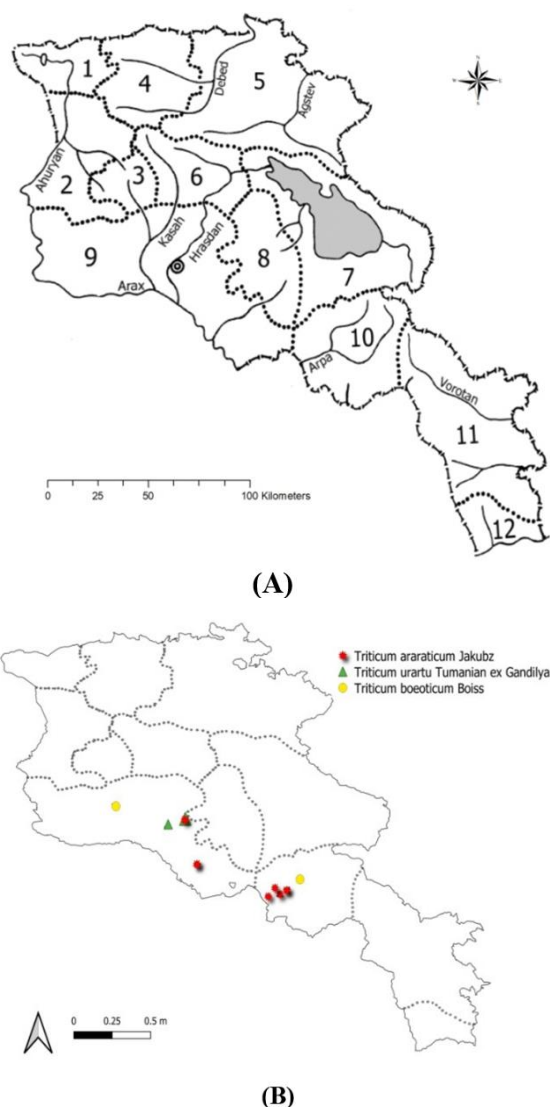 1
4
5
Debed
Agstev
Ahuryan
2
3
6
Kasah
Hrasdan
9
8
7
Arax
10
Arpa
Vorotan
11
12
0 25 50 100 Kilometers
(A)
Triticum araraticum Jakubz
Triticum urartu Tumanian ex Gandilya
Triticum boeoticum Boiss
0 0.25 0.5 m
(B)